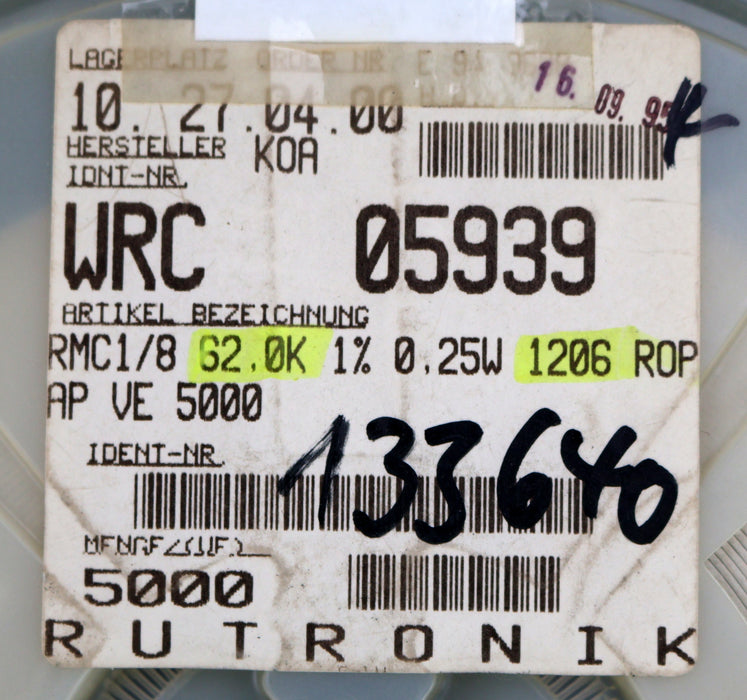 LAGERPLATZ ORDER NR
16. 09. 95
10. 27.04.00
HERSTELLER KOA
IDNT-NR.
WRC 05939
ARTIKEL BEZEICHNUNG
RMC1/8 62.0K 1% 0.25W 1206 ROP
AP VE 5000
IDENT-NR.
133640
5000
RUTRONIK